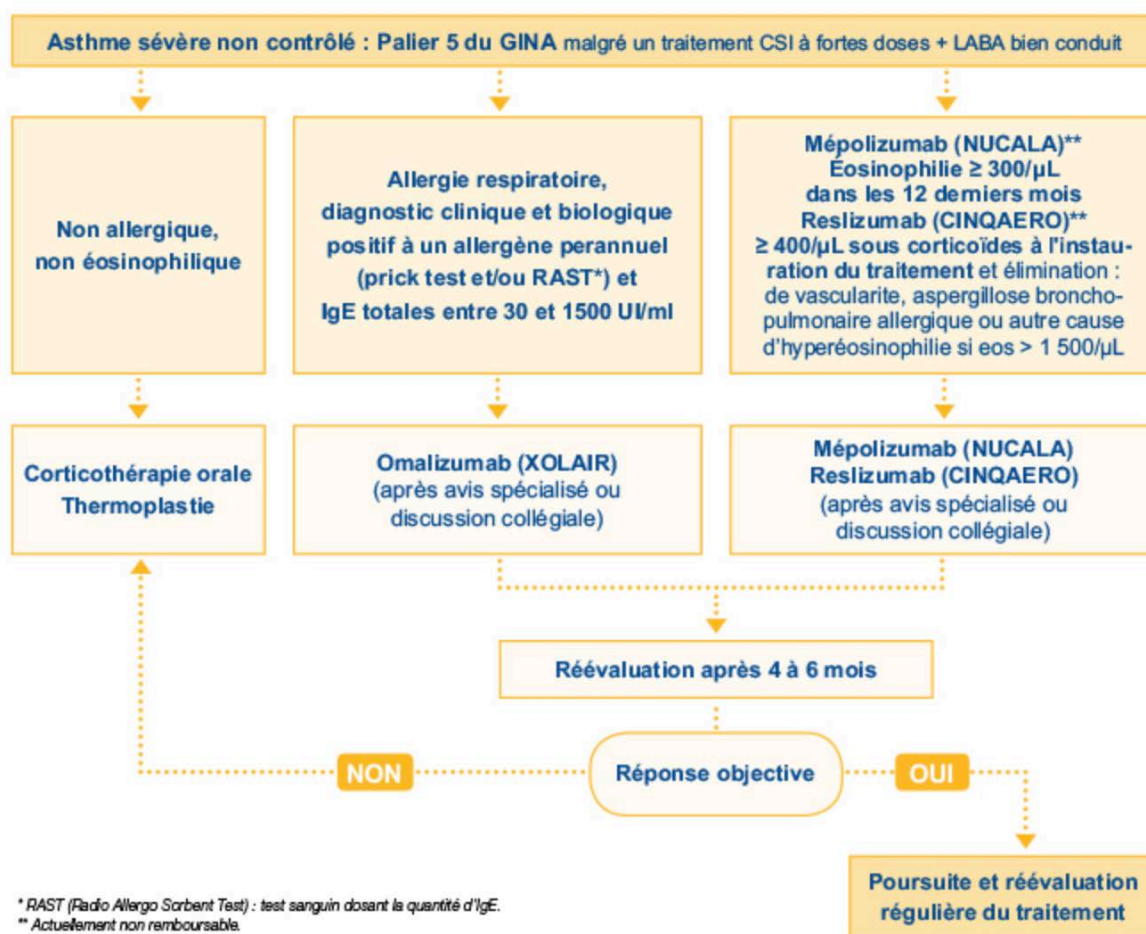 Asthme sévère non contrôlé : Palier 5 du GINA malgré un traitement CSI à fortes doses + LABA bien conduit
Non allergique,
non éosinophilique
Allergie respiratoire,
diagnostic clinique et biologique
positif à un allergène perannuel
(prick test et/ou RAST*) et
IgE totales entre 30 et 1500 UI/ml
Mépolizumab (NUCALA)**
Éosinophilie ≥ 300/µL
dans les 12 derniers mois
Reslizumab (CINQAERO)**
≥ 400/µL sous corticoïdes à l'instau-
ration du traitement et élimination :
de vascularite, aspergillose broncho-
pulmonaire allergique ou autre cause
d'hyperéosinophilie si eos > 1 500/µL
Corticothérapie orale
Thermoplastie
Omalizumab (XOLAIR)
(après avis spécialisé ou
discussion collégiale)
Mépolizumab (NUCALA)
Reslizumab (CINQAERO)
(après avis spécialisé ou
discussion collégiale)
Réévaluation après 4 à 6 mois
NON
Réponse objective
OUI
Poursuite et réévaluation
régulière du traitement
* RAST (Radio Allergo Sorbent Test) : test sanguin dosant la quantité d'IgE.
** Actuellement non remboursable.